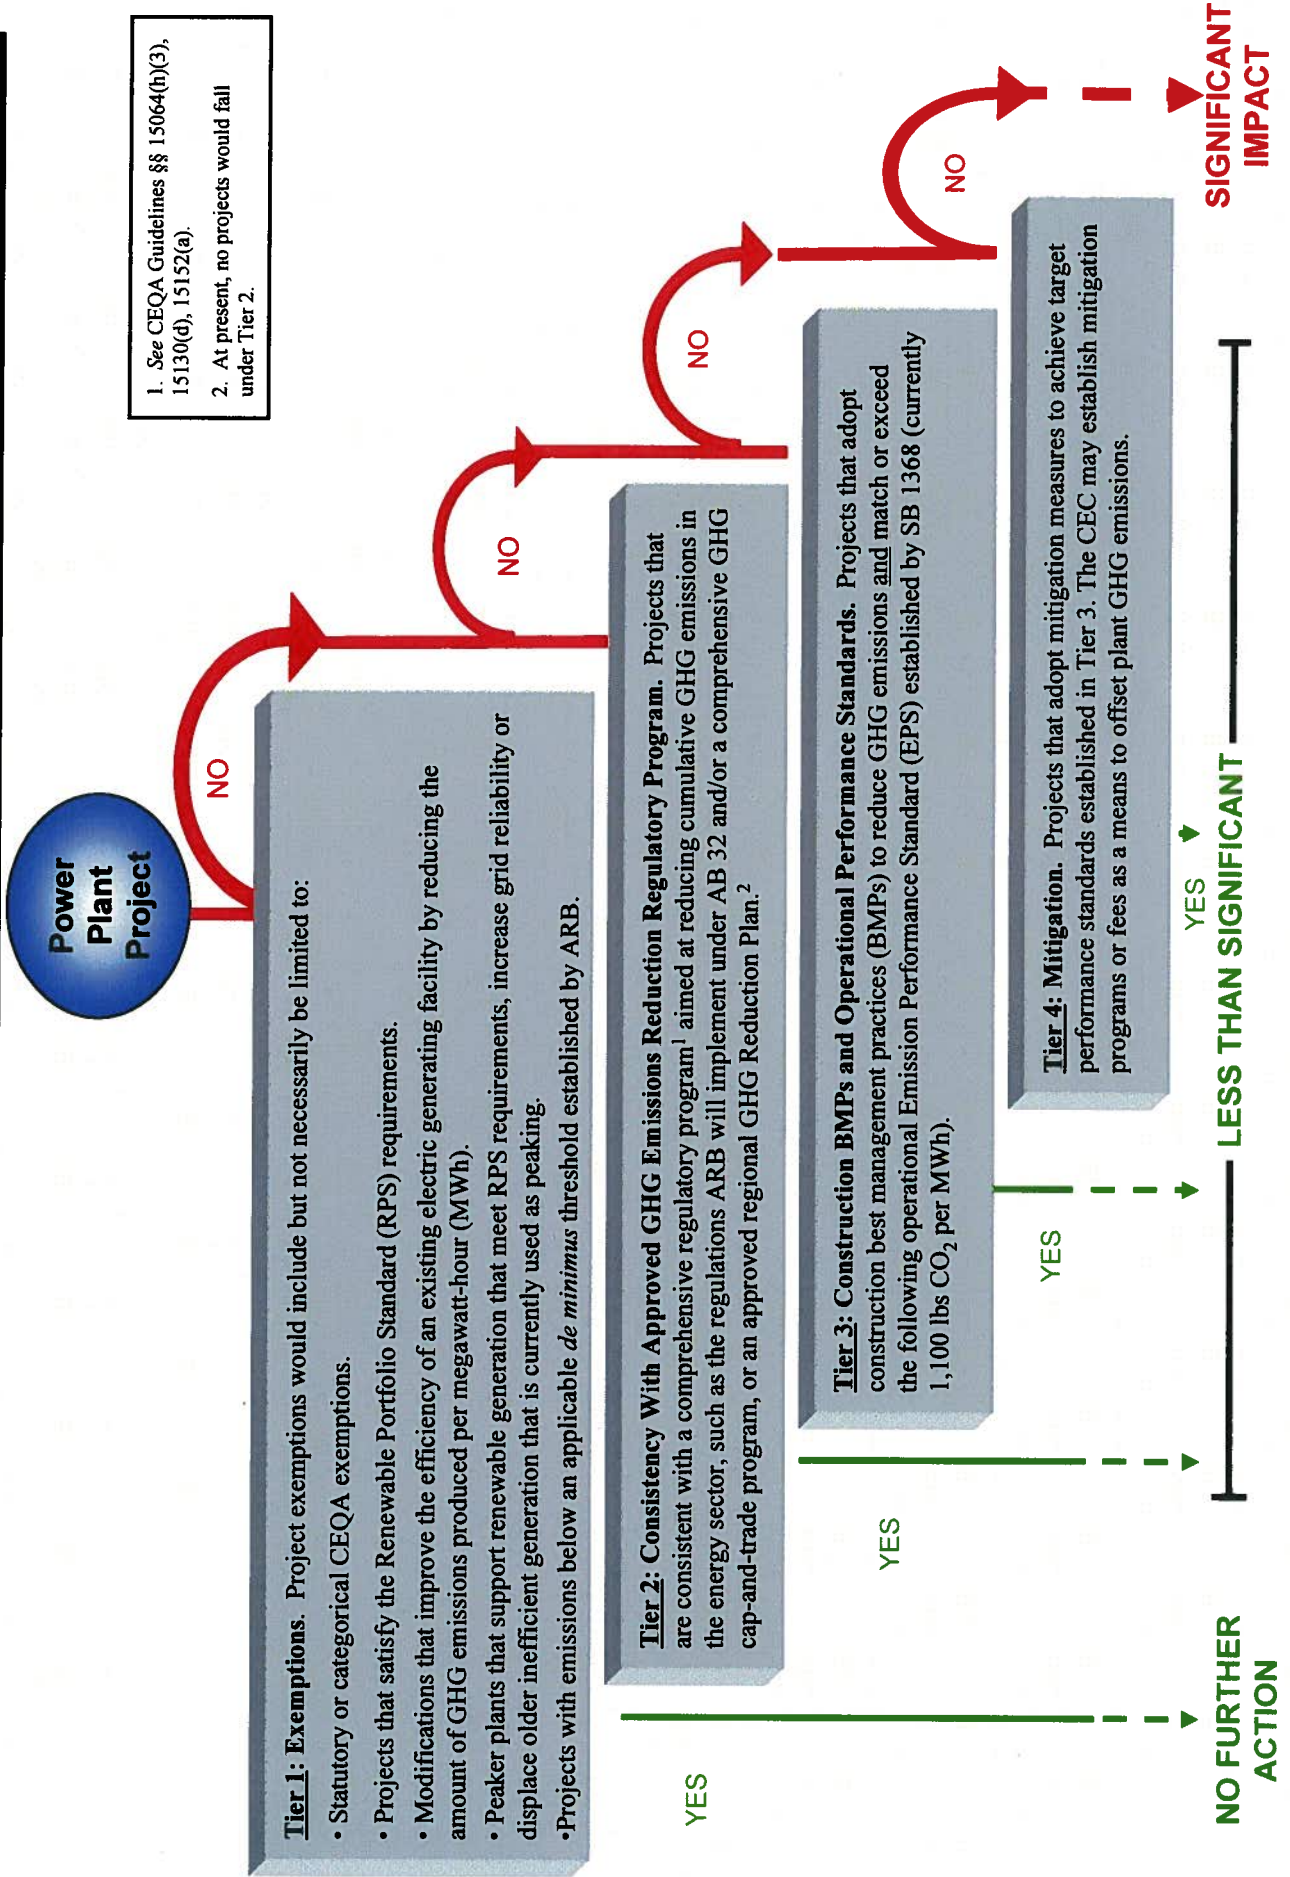 Power
Plant
Project
1. See CEQA Guidelines §§ 15064(h)(3),
15130(d), 15152(a).
2. At present, no projects would fall
under Tier 2.
NO
Tier 1: Exemptions. Project exemptions would include but not necessarily be limited to:
• Statutory or categorical CEQA exemptions.
• Projects that satisfy the Renewable Portfolio Standard (RPS) requirements.
• Modifications that improve the efficiency of an existing electric generating facility by reducing the
amount of GHG emissions produced per megawatt-hour (MWh).
• Peaker plants that support renewable generation that meet RPS requirements, increase grid reliability or
displace older inefficient generation that is currently used as peaking.
•Projects with emissions below an applicable de minimus threshold established by ARB.
NO
YES
Tier 2: Consistency With Approved GHG Emissions Reduction Regulatory Program. Projects that
are consistent with a comprehensive regulatory program¹ aimed at reducing cumulative GHG emissions in
the energy sector, such as the regulations ARB will implement under AB 32 and/or a comprehensive GHG
cap-and-trade program, or an approved regional GHG Reduction Plan.²
NO
YES
Tier 3: Construction BMPs and Operational Performance Standards. Projects that adopt
construction best management practices (BMPs) to reduce GHG emissions and match or exceed
the following operational Emission Performance Standard (EPS) established by SB 1368 (currently
1,100 lbs CO₂ per MWh).
NO
YES
Tier 4: Mitigation. Projects that adopt mitigation measures to achieve target
performance standards established in Tier 3. The CEC may establish mitigation
programs or fees as a means to offset plant GHG emissions.
YES
NO FURTHER
ACTION
LESS THAN SIGNIFICANT
SIGNIFICANT
IMPACT